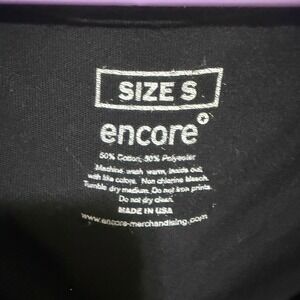 SIZE S
encore
50% Cotton, 50% Polyester
Machine wash warm, inside out,
with like colors. Non chlorine bleach.
Tumble dry medium. Do not iron prints.
Do not dry clean.
MADE IN USA
www.encore-merchandising.com